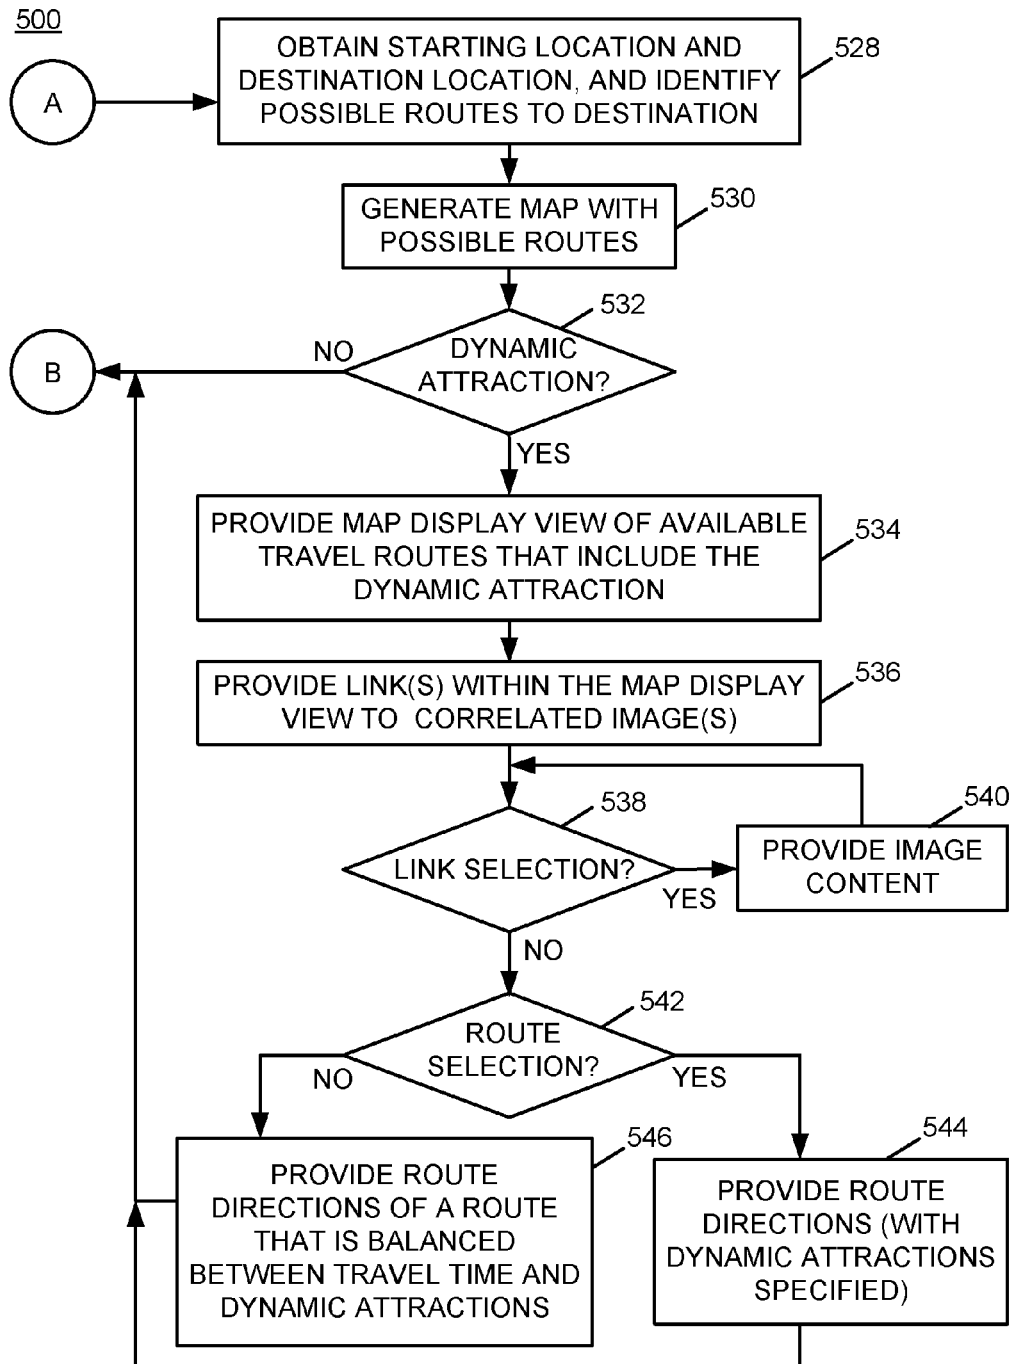 500
A
OBTAIN STARTING LOCATION AND
DESTINATION LOCATION, AND IDENTIFY
POSSIBLE ROUTES TO DESTINATION
528
GENERATE MAP WITH
POSSIBLE ROUTES
530
532
DYNAMIC
ATTRACTION?
NO
B
YES
PROVIDE MAP DISPLAY VIEW OF AVAILABLE
TRAVEL ROUTES THAT INCLUDE THE
DYNAMIC ATTRACTION
534
PROVIDE LINK(S) WITHIN THE MAP DISPLAY
VIEW TO CORRELATED IMAGE(S)
536
538
LINK SELECTION?
YES
540
PROVIDE IMAGE
CONTENT
NO
542
ROUTE
SELECTION?
NO
YES
546
PROVIDE ROUTE
DIRECTIONS OF A ROUTE
THAT IS BALANCED
BETWEEN TRAVEL TIME AND
DYNAMIC ATTRACTIONS
544
PROVIDE ROUTE
DIRECTIONS (WITH
DYNAMIC ATTRACTIONS
SPECIFIED)